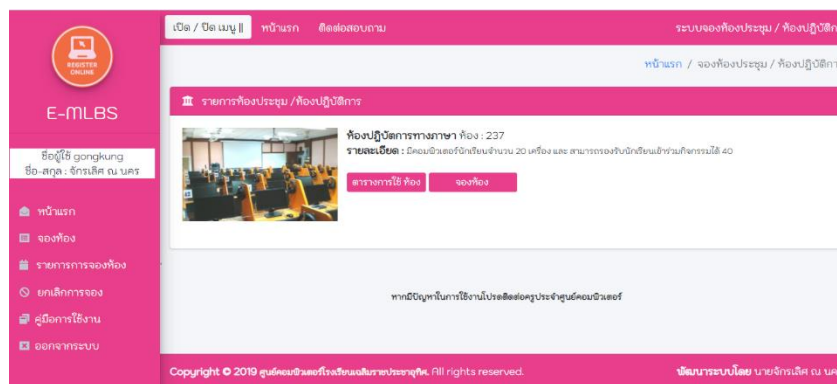 เปิด / ปิด เมนู || หน้าแรก ติดต่อสอบถาม ระบบจองห้องประชุม / ห้องปฏิบัติกา
REGISTER
ONLINE
E-MLBS
หน้าแรก / จองห้องประชุม / ห้องปฏิบัติกา
ชื่อผู้ใช้ gongkung
ชื่อ-สกุล : จักรเลิศ ณ นคร
หน้าแรก
จองห้อง
รายการการจองห้อง
ยกเลิกการจอง
คู่มือการใช้งาน
ออกจากระบบ
รายการห้องประชุม /ห้องปฏิบัติการ
ห้องปฏิบัติการทางภาษา ห้อง : 237
รายละเอียด : มีคอมพิวเตอร์นักเรียนจำนวน 20 เครื่อง และ สามารถรองรับนักเรียนเข้าร่วมกิจกรรมได้ 40
ตารางการใช้ ห้อง จองห้อง
หากมีปัญหาในการใช้งานโปรดติดต่อครูประจำศูนย์คอมพิวเตอร์
Copyright © 2019 ศูนย์คอมพิวเตอร์โรงเรียนเฉลิมราชประชาอุทิศ. All rights reserved. พัฒนาระบบโดย นายจักรเลิศ ณ นค